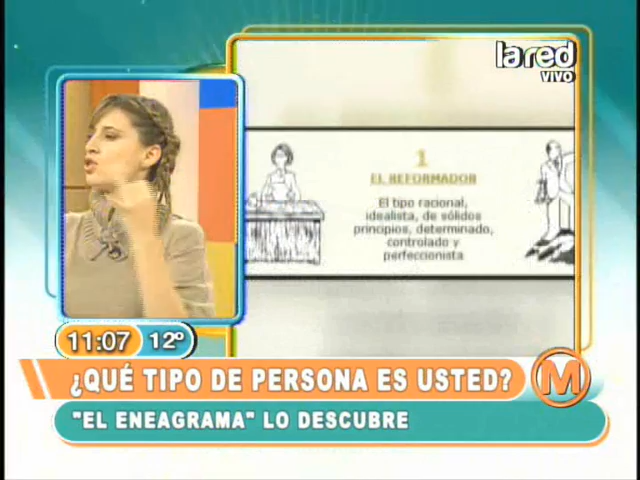 lared
VIVO
1
EL REFORMADOR
El tipo racional,
idealista, de sólidos
principios, determinado,
controlado y
perfeccionista
11:07 12º
¿QUÉ TIPO DE PERSONA ES USTED?
M
"EL ENEAGRAMA" LO DESCUBRE